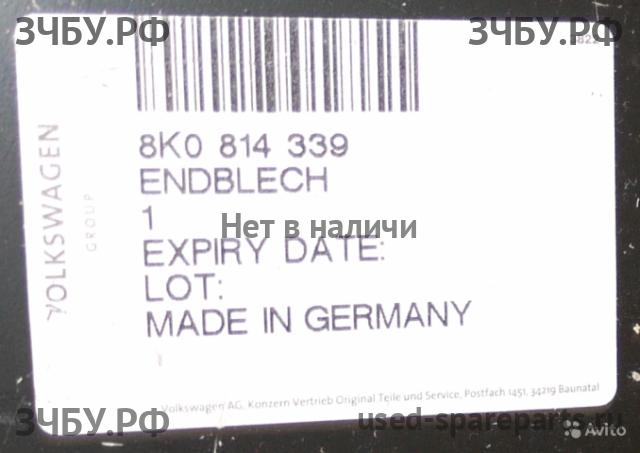 ЗЧБУ.РФ
ЗЧБУ.РФ
VOLKSWAGEN
GROUP
8K0 814 339
ENDBLECH
1
Нет в наличи
EXPIRY DATE:
LOT:
MADE IN GERMANY
Volkswagen AG, Konzern Vertrieb Original Teile und Service, Postfach 1451, 34219 Baunatal
ЗЧБУ.РФ
used-spareparts.ru
Avito